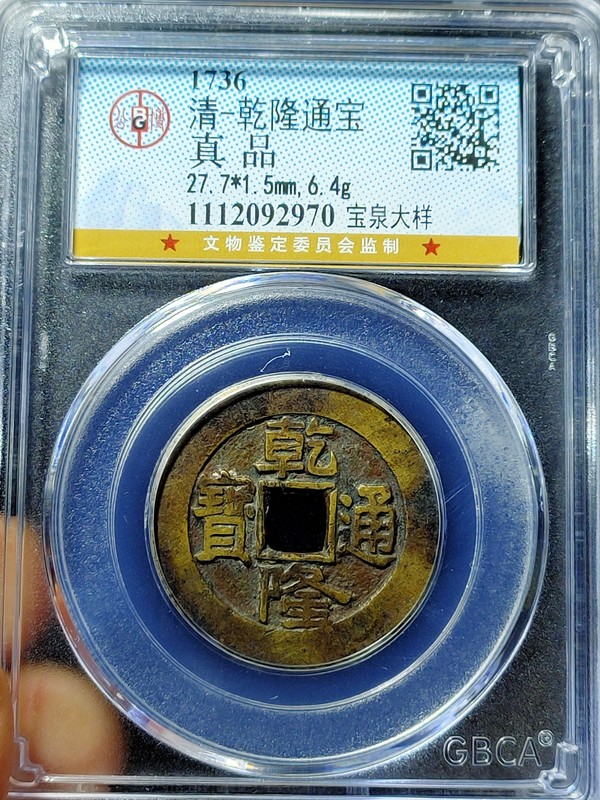 1736
清-乾隆通宝
真 品
27.7*1.5mm, 6.4g
1112092970 宝泉大样
★ 文物鉴定委员会监制 ★
GBCA
乾
寶 通
隆
GBCA©